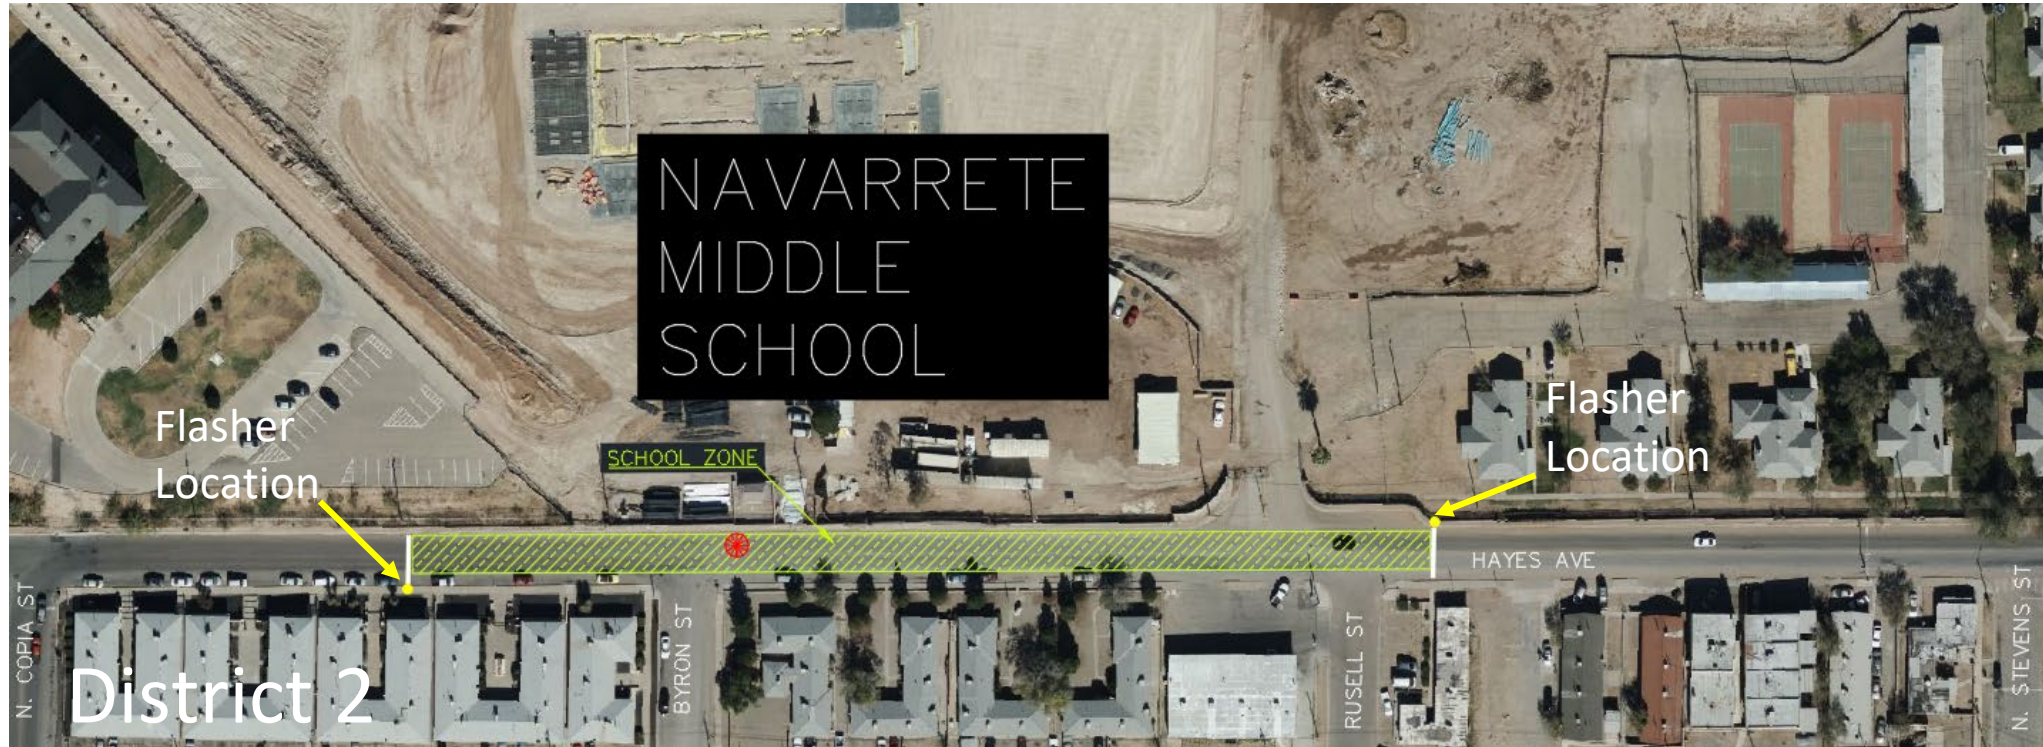 NAVARRETE
MIDDLE
SCHOOL
Flasher
Location
Flasher
Location
SCHOOL ZONE
HAYES AVE
N. COPIA ST
BYRON ST
RUSELL ST
N. STEVENS ST
District 2